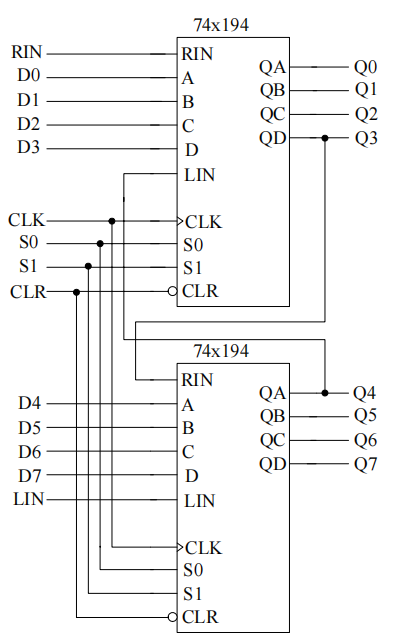 74x194
RIN RIN
D0 A QA Q0
D1 B QB Q1
D2 C QC Q2
D3 D QD Q3
LIN
CLK CLK
S0 S0
S1 S1
CLR CLR
74x194
RIN
D4 A QA Q4
D5 B QB Q5
D6 C QC Q6
D7 D QD Q7
LIN LIN
CLK
S0
S1
CLR